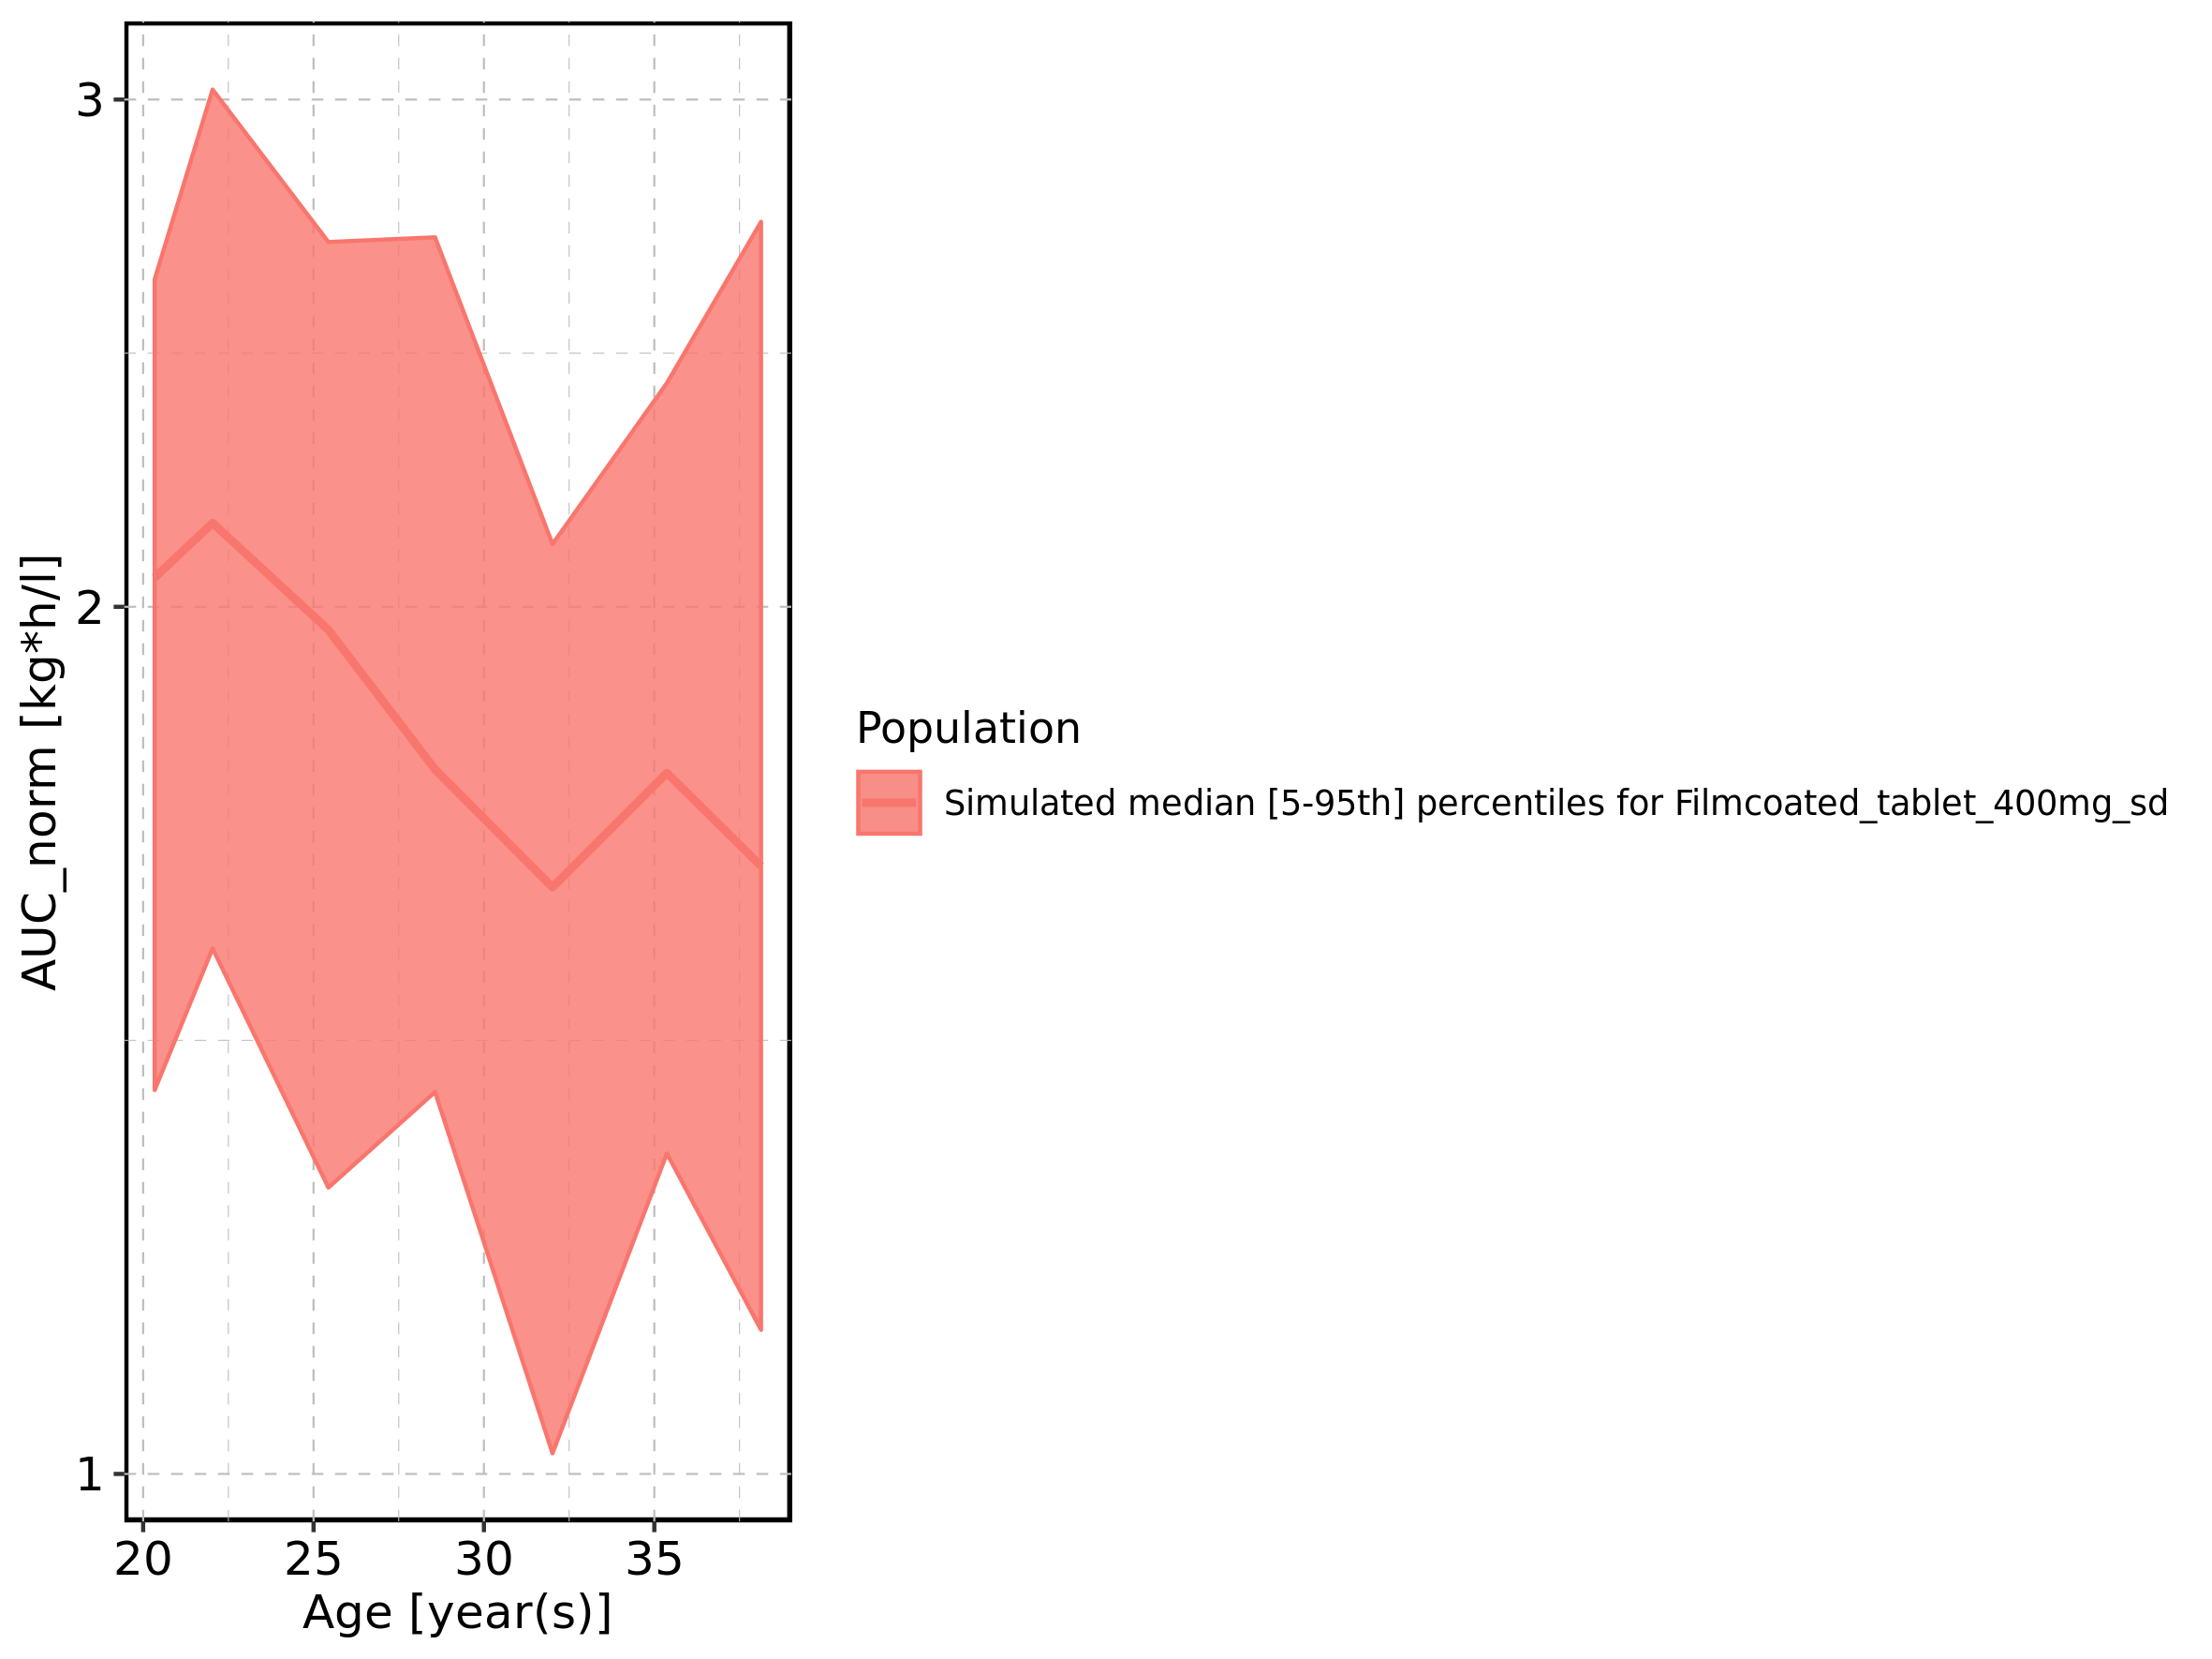 3
2
1
AUC_norm [kg*h/l]
20 25 30 35
Age [year(s)]
Population
Simulated median [5-95th] percentiles for Filmcoated_tablet_400mg_sd